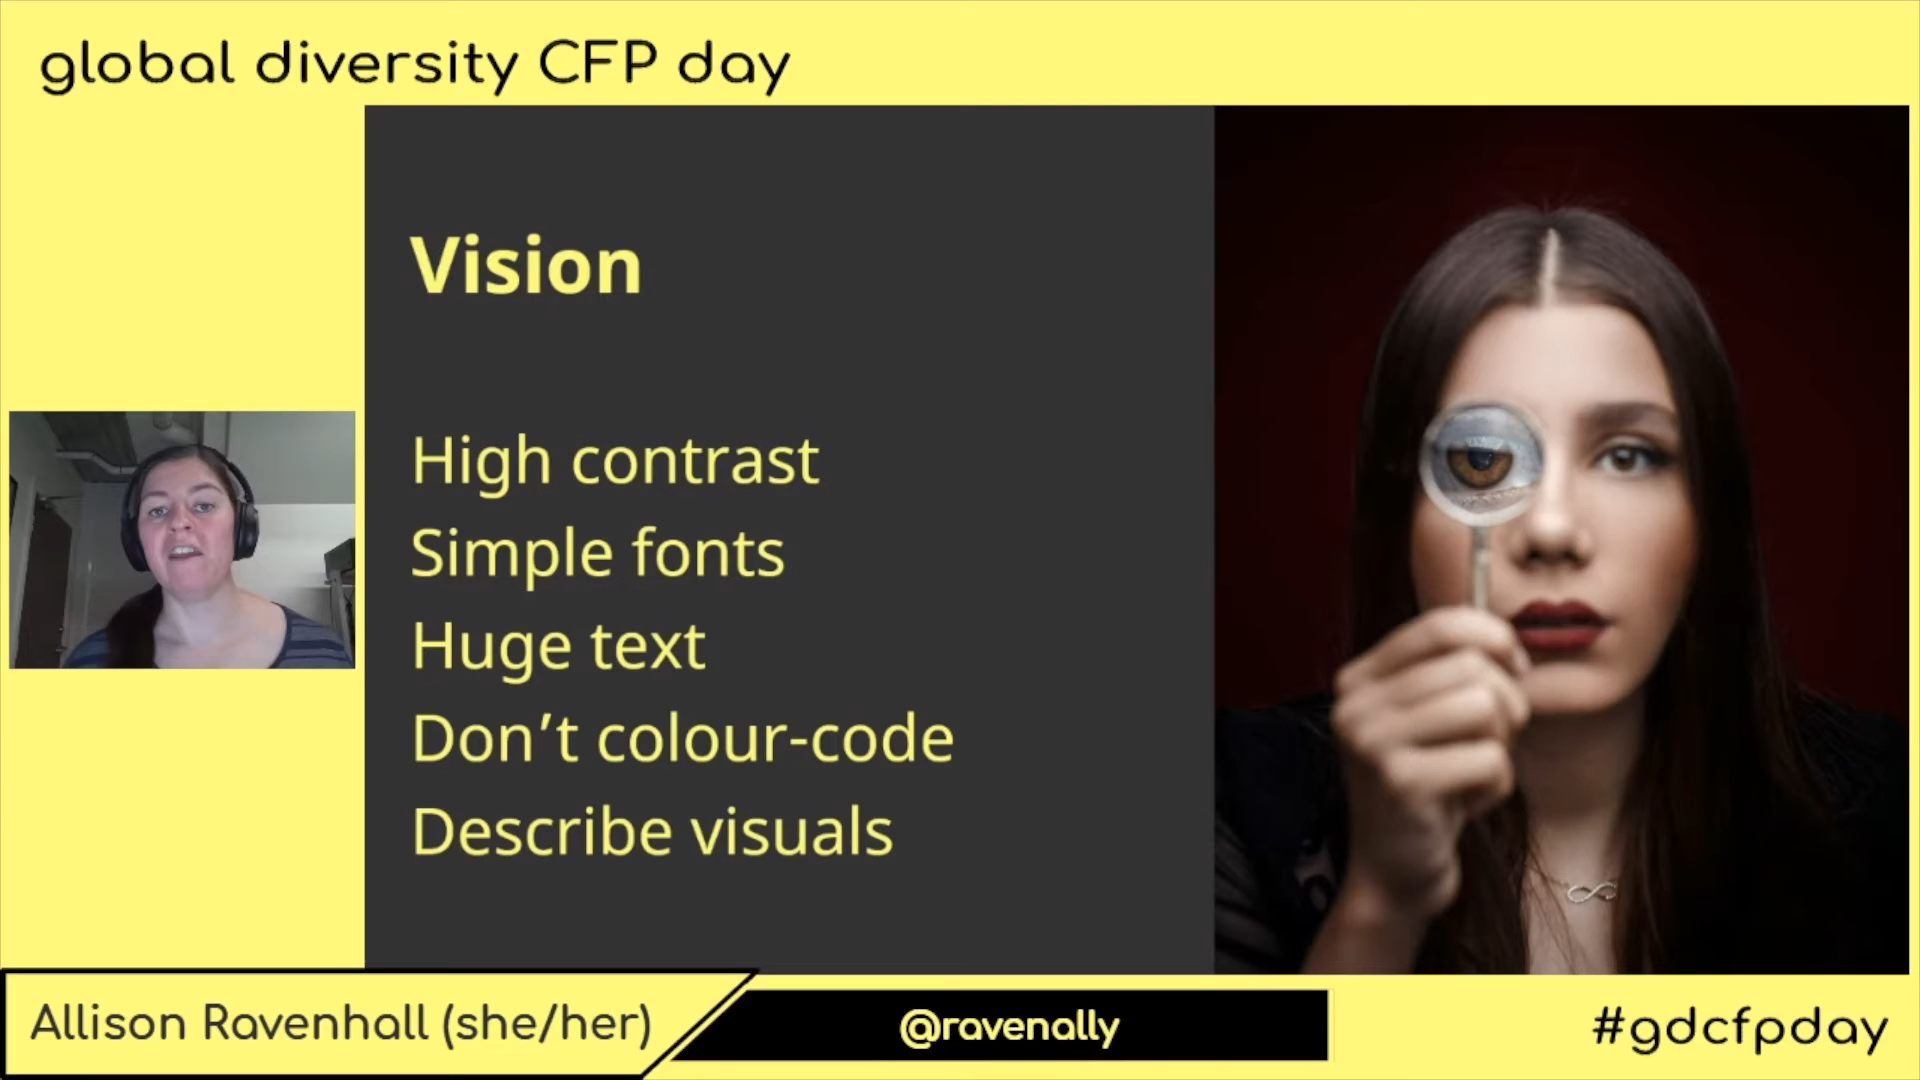 global diversity CFP day
Vision
High contrast
Simple fonts
Huge text
Don’t colour-code
Describe visuals
Allison Ravenhall (she/her)
@ravenally
#gdcfpday